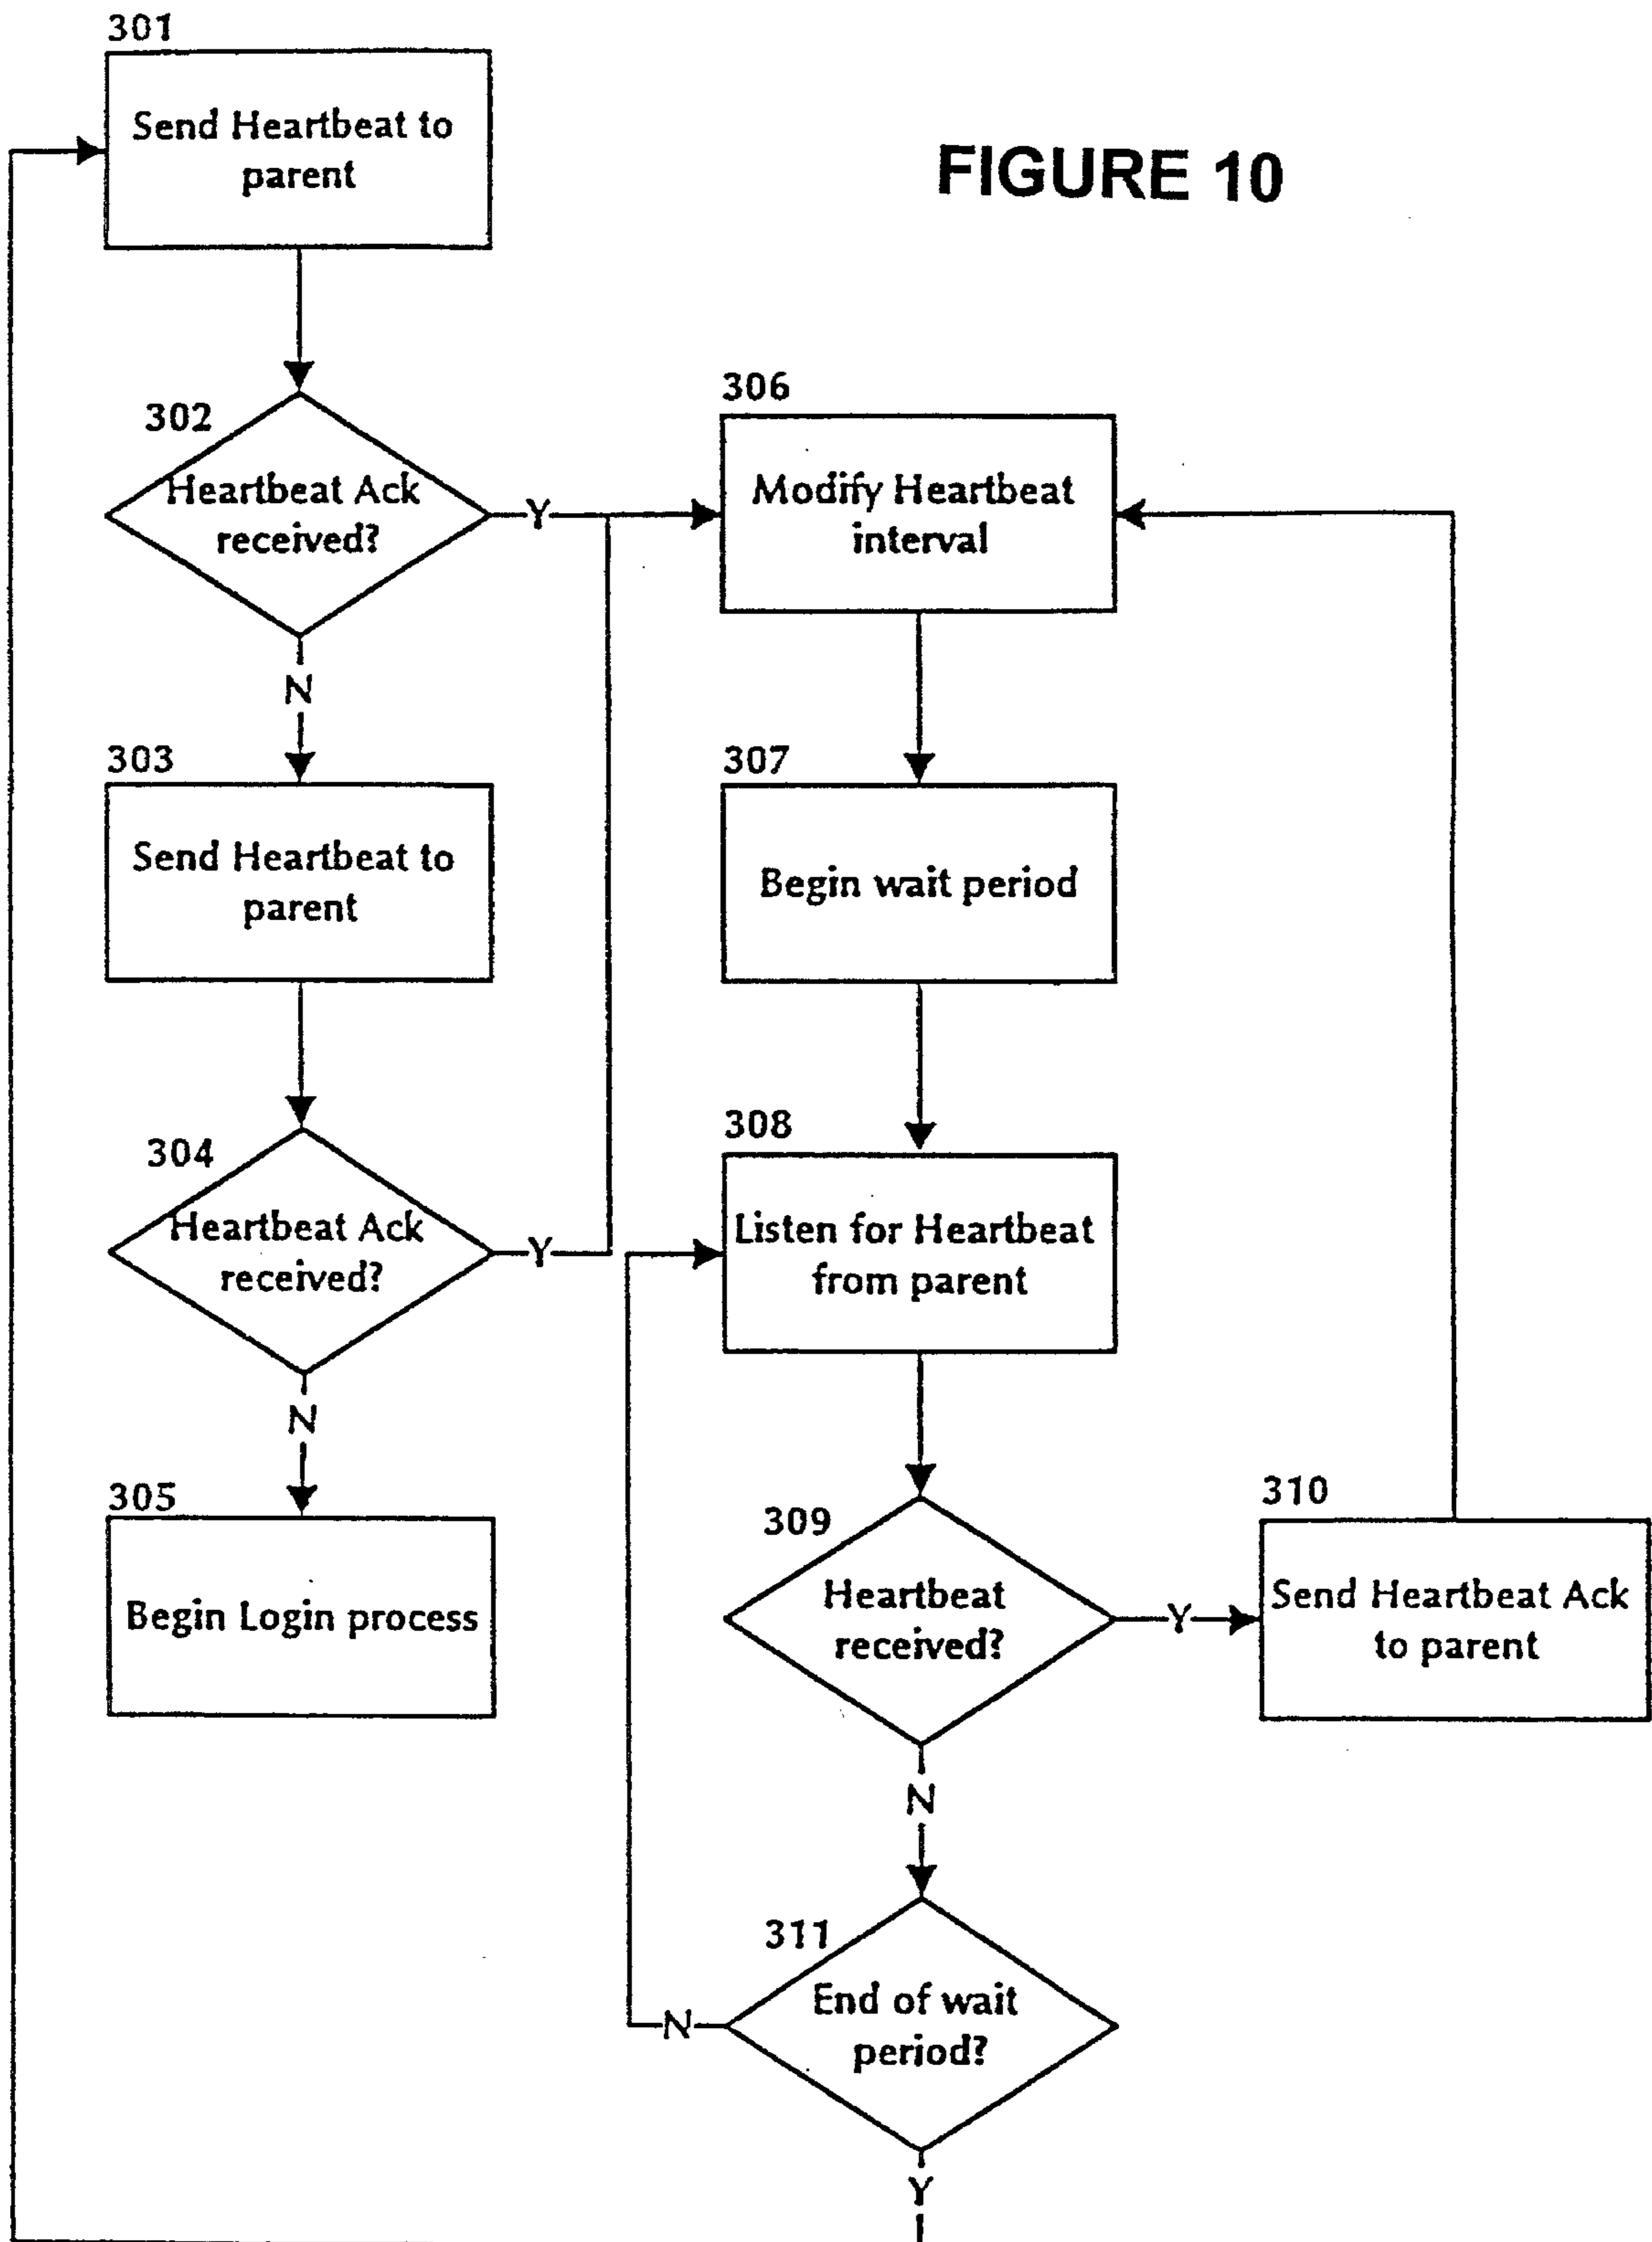 301
Send Heartbeat to
parent
FIGURE 10
302
Heartbeat Ack
received?
Y
N
303
Send Heartbeat to
parent
304
Heartbeat Ack
received?
Y
N
305
Begin Login process
306
Modify Heartbeat
interval
307
Begin wait period
308
Listen for Heartbeat
from parent
309
Heartbeat
received?
Y
N
310
Send Heartbeat Ack
to parent
311
End of wait
period?
N
Y